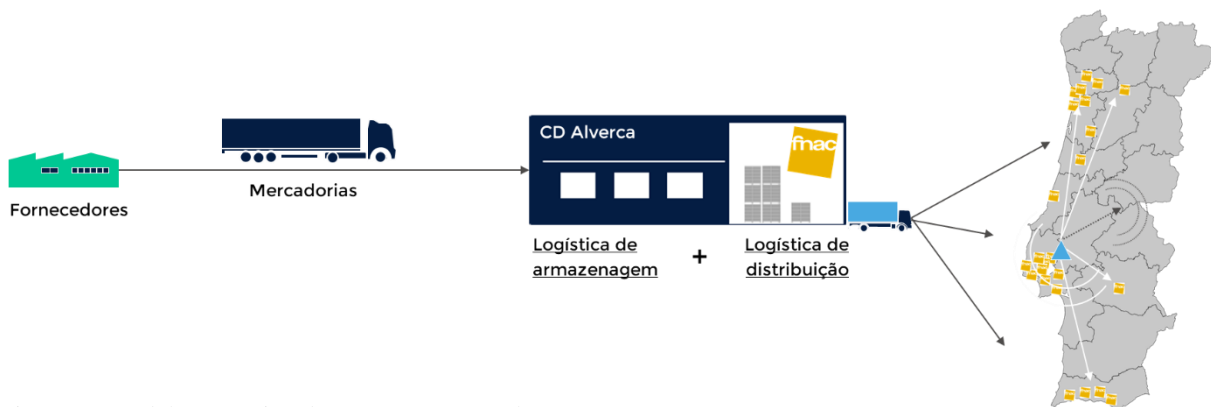 CD Alverca
fnac
Mercadorias
Fornecedores
Logística de
armazenagem
+
Logística de
distribuição